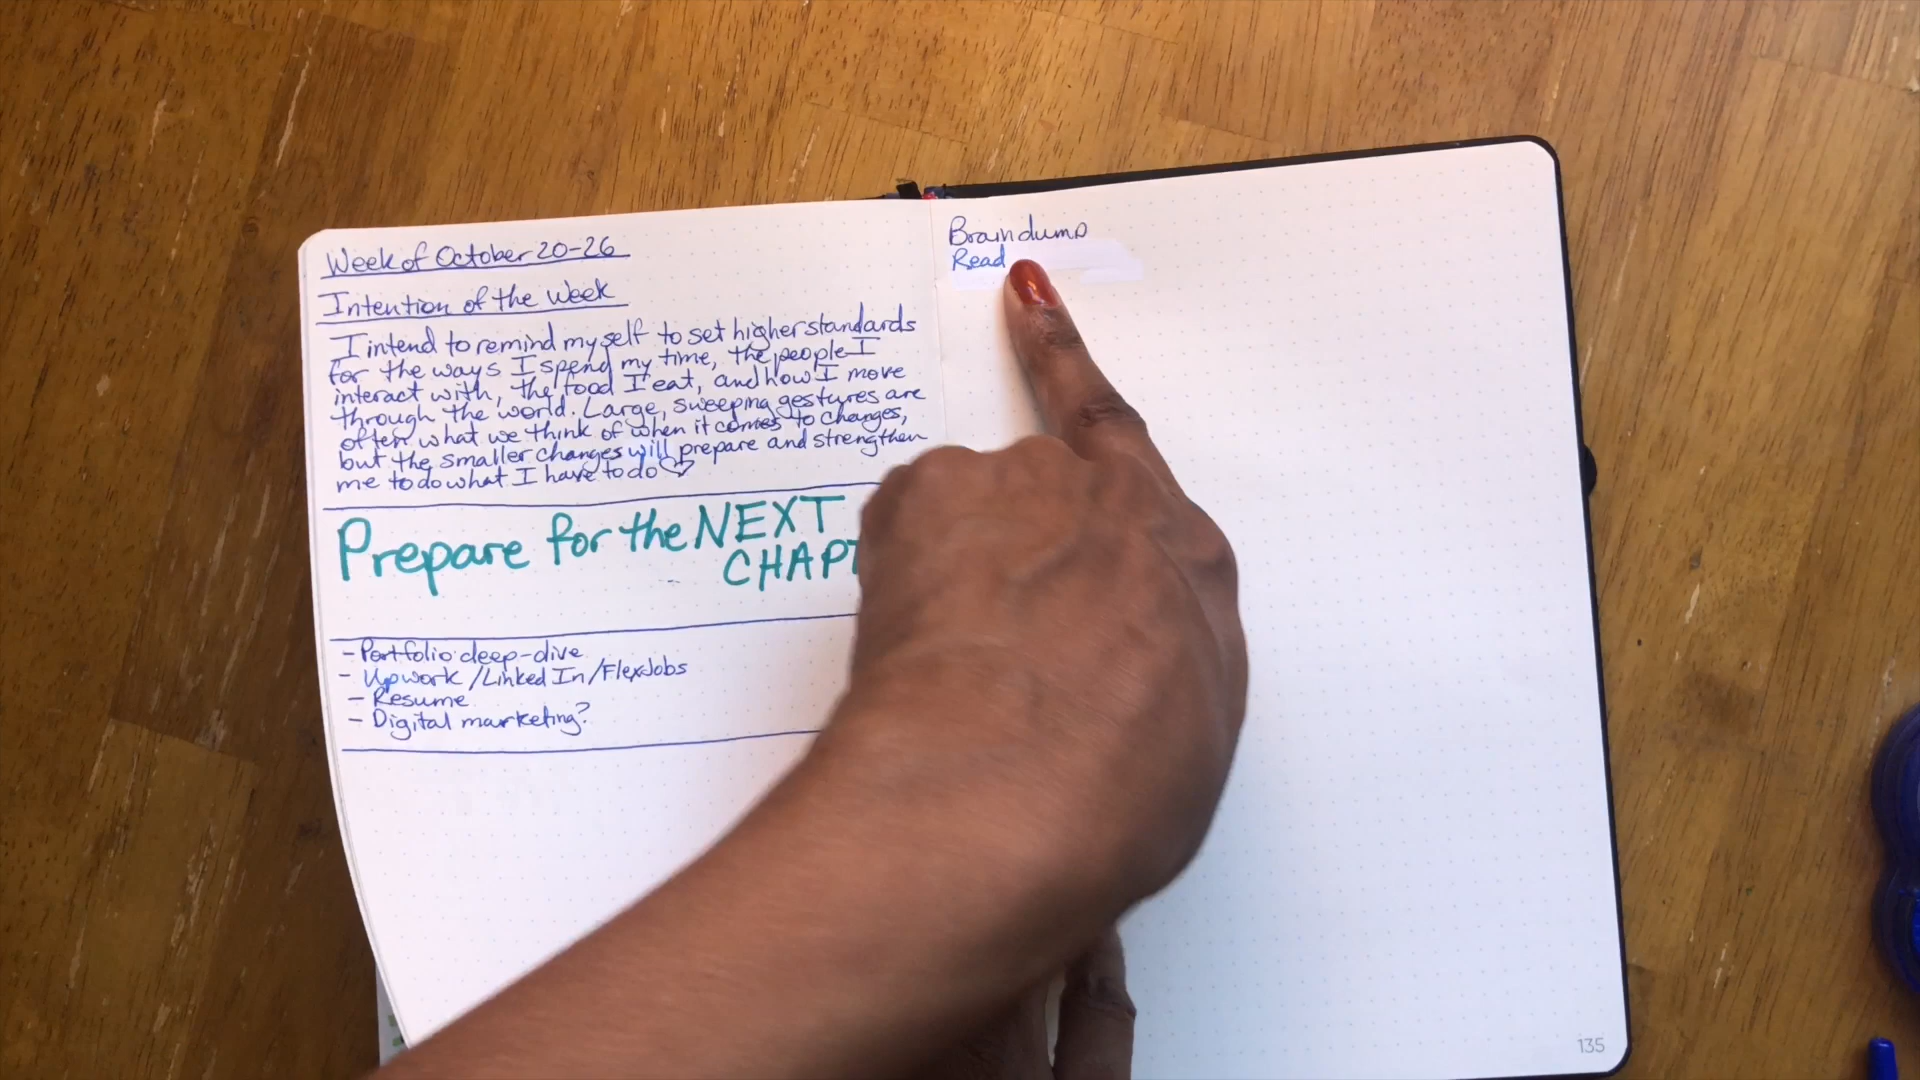 Week of October 20-26
Intention of the Week
I intend to remind myself to set higher standards
for the ways I spend my time, the people I
interact with, the food I eat, and how I move
through the world. Large, sweeping gestures are
often what we think of when it comes to changes,
but the smaller changes will prepare and strengthen
me to do what I have to do ♡
Prepare for the NEXT
CHAPT
- Portfolio deep-dive
- Upwork/LinkedIn/FlexJobs
- Resume
- Digital marketing?
Braindump
Read
135